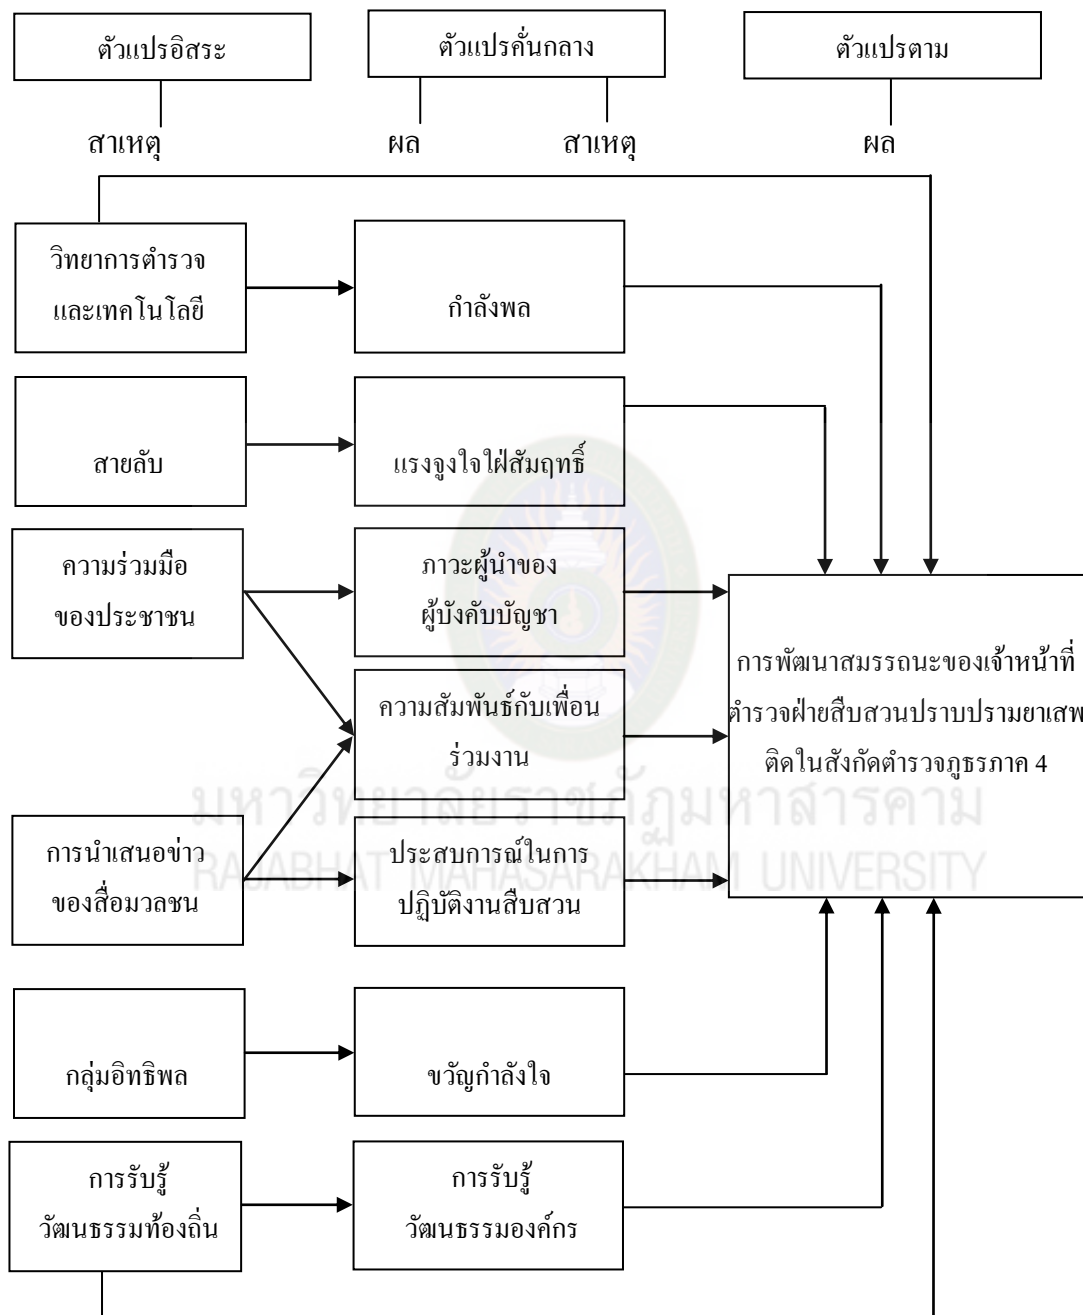 ตัวแปรอิสระ
ตัวแปรคั่นกลาง
ตัวแปรตาม
สาเหตุ
ผล
สาเหตุ
ผล
วิทยาการตำรวจ
และเทคโนโลยี
กำลังพล
สายลับ
แรงจูงใจใฝ่สัมฤทธิ์
ความร่วมมือ
ของประชาชน
ภาวะผู้นำของ
ผู้บังคับบัญชา
ความสัมพันธ์กับเพื่อน
ร่วมงาน
การพัฒนาสมรรถนะของเจ้าหน้าที่
ตำรวจฝ่ายสืบสวนปราบปรามยาเสพ
ติดในสังกัดตำรวจภูธรภาค 4
มหาวิทยาลัยราชภัฏมหาสารคาม
RAJABHAT MAHASARAKHAM UNIVERSITY
การนำเสนอข่าว
ของสื่อมวลชน
ประสบการณ์ในการ
ปฏิบัติงานสืบสวน
กลุ่มอิทธิพล
ขวัญกำลังใจ
การรับรู้
วัฒนธรรมท้องถิ่น
การรับรู้
วัฒนธรรมองค์กร